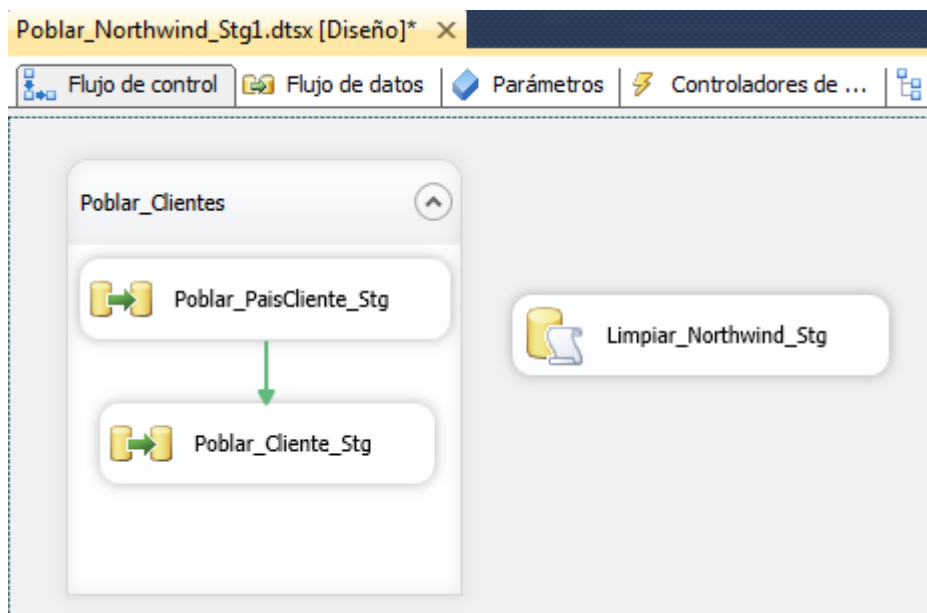 Poblar_Northwind_Stg1.dtsx [Diseño]*
Flujo de control Flujo de datos Parámetros Controladores de ...
Poblar_Clientes
Poblar_PaisCliente_Stg
Limpiar_Northwind_Stg
Poblar_Cliente_Stg